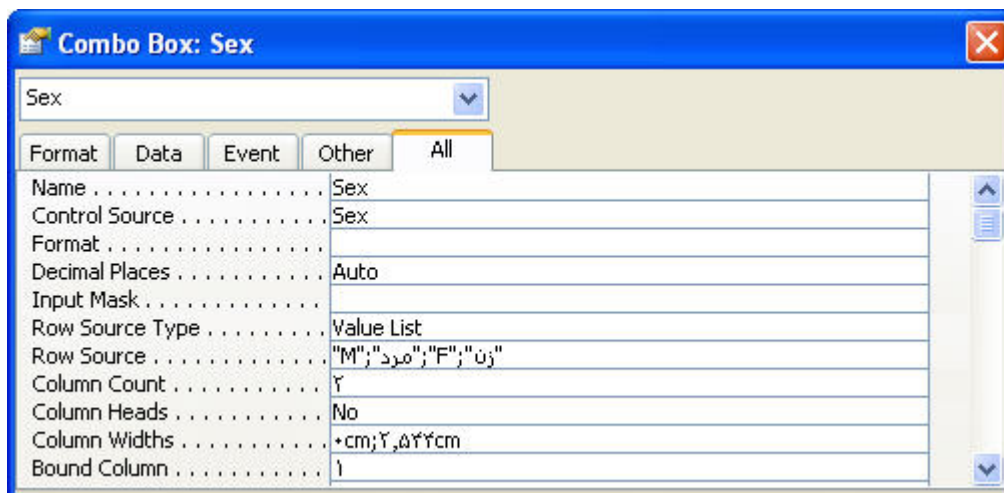 Combo Box: Sex
Sex
Format Data Event Other All
Name . . . . . . . . . . . . . . . . . . Sex
Control Source . . . . . . . . . . . Sex
Format . . . . . . . . . . . . . . . . .
Decimal Places . . . . . . . . . . . Auto
Input Mask . . . . . . . . . . . . .
Row Source Type . . . . . . . . . Value List
Row Source . . . . . . . . . . . . . "M";"مرد";"F";"زن"
Column Count . . . . . . . . . . . ۲
Column Heads . . . . . . . . . . . No
Column Widths . . . . . . . . . . ۰cm;۲,۵۴۴cm
Bound Column . . . . . . . . . . . ۱